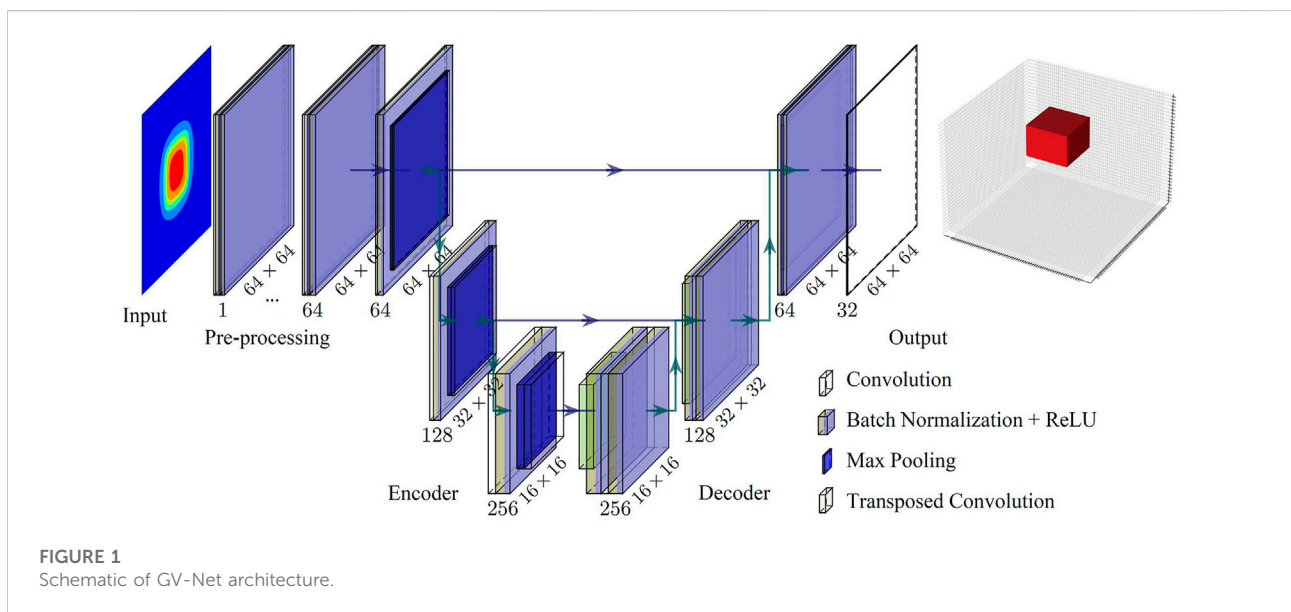 Input
1
64 × 64
...
64
64 × 64
64
64 × 64
Pre-processing
128
32 × 32
256
16 × 16
Encoder
256
16 × 16
Decoder
128
32 × 32
64
64 × 64
32
64 × 64
Output
Convolution
Batch Normalization + ReLU
Max Pooling
Transposed Convolution
FIGURE 1
Schematic of GV-Net architecture.